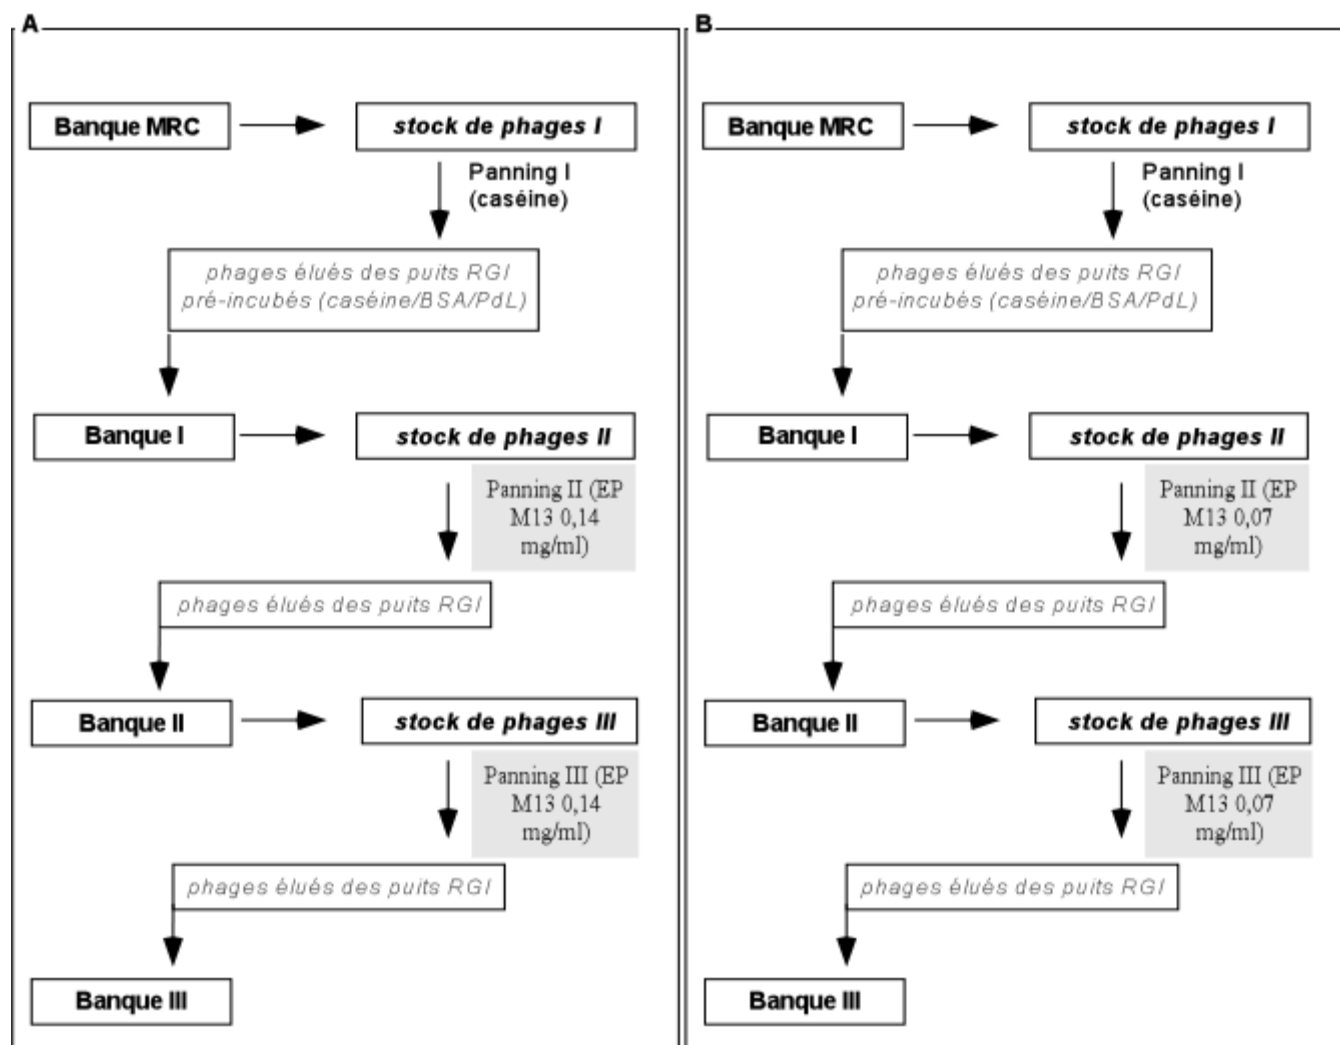 A
Banque MRC
stock de phages I
Panning I
(caséine)
phages élués des puits RGI
pré-incubés (caséine/BSA/PdL)
Banque I
stock de phages II
Panning II (EP
M13 0,14
mg/ml)
phages élués des puits RGI
Banque II
stock de phages III
Panning III (EP
M13 0,14
mg/ml)
phages élués des puits RGI
Banque III
B
Banque MRC
stock de phages I
Panning I
(caséine)
phages élués des puits RGI
pré-incubés (caséine/BSA/PdL)
Banque I
stock de phages II
Panning II (EP
M13 0,07
mg/ml)
phages élués des puits RGI
Banque II
stock de phages III
Panning III (EP
M13 0,07
mg/ml)
phages élués des puits RGI
Banque III